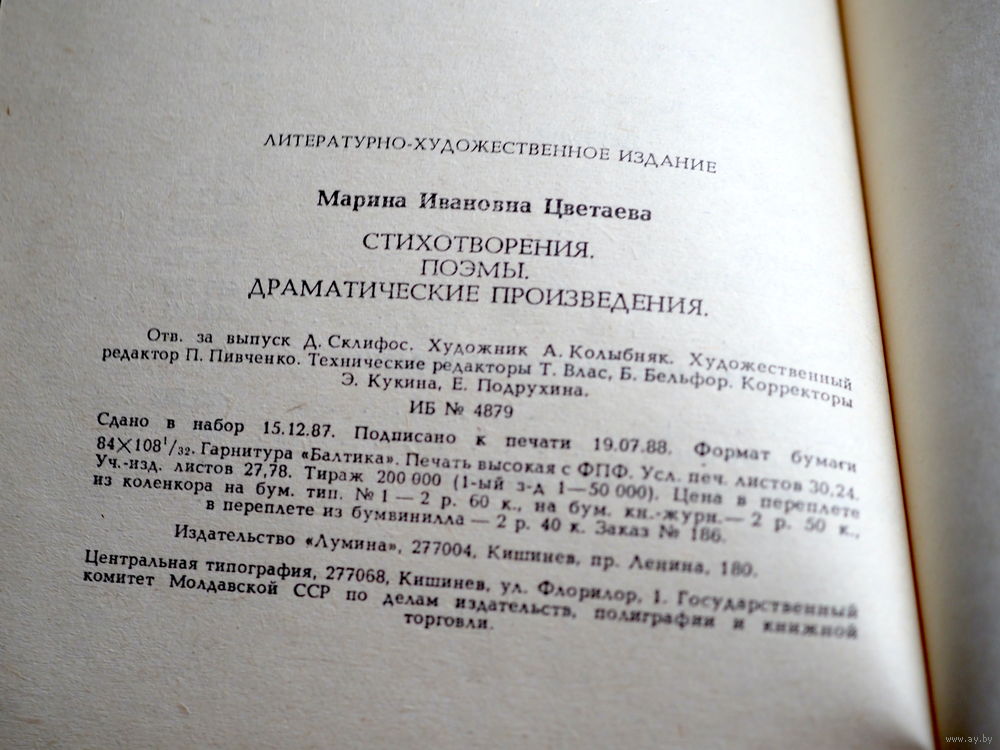 ЛИТЕРАТУРНО-ХУДОЖЕСТВЕННОЕ ИЗДАНИЕ
Марина Ивановна Цветаева
СТИХОТВОРЕНИЯ.
ПОЭМЫ.
ДРАМАТИЧЕСКИЕ ПРОИЗВЕДЕНИЯ.
Отв. за выпуск Д. Склифос. Художник А. Колыбняк. Художественный
редактор П. Пивченко. Технические редакторы Т. Влас, Б. Бельфор. Корректоры
Э. Кукина, Е. Подрухина.
ИБ № 4879
Сдано в набор 15.12.87. Подписано к печати 19.07.88. Формат бумаги
84×108¹/₃₂. Гарнитура «Балтика». Печать высокая с ФПФ. Усл. печ. листов 30,24.
Уч.-изд. листов 27,78. Тираж 200 000 (1-ый з-д 1—50 000). Цена в переплете
из коленкора на бум. тип. № 1 — 2 р. 60 к., на бум. кн.-журн.— 2 р. 50 к.,
в переплете из бумвинилла — 2 р. 40 к. Заказ № 186.
Издательство «Лумина», 277004, Кишинев, пр. Ленина, 180.
Центральная типография, 277068, Кишинев, ул. Флорилор, 1. Государственный
комитет Молдавской ССР по делам издательств, полиграфии и книжной
торговли.
www.ay.by